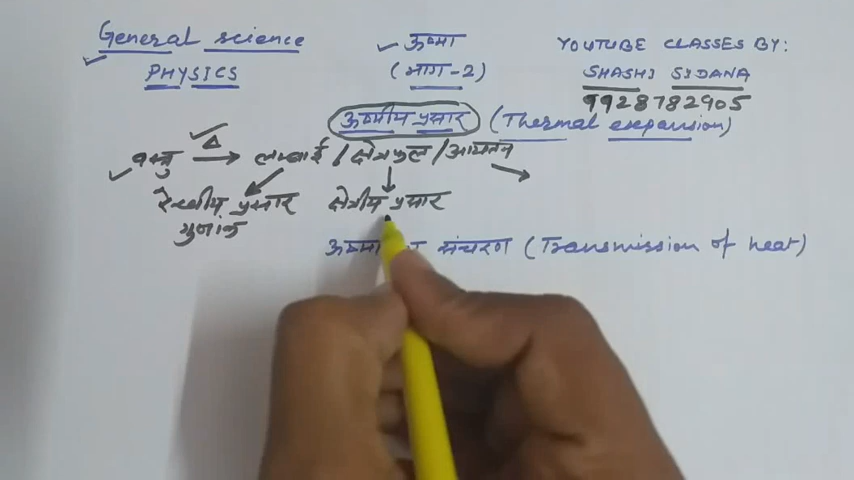 General science
PHYSICS
ऊष्मा
(भाग-2)
YOUTUBE CLASSES BY:
SHASHI SIDANA
9928782905
ऊष्मीय प्रसार (Thermal expansion)
वस्तु Δ→ लम्बाई / क्षेत्रफल / आयतन
रेखीय प्रसार गुणांक
क्षेत्रीय प्रसार
ऊष्मा संचरण (Transmission of heat)